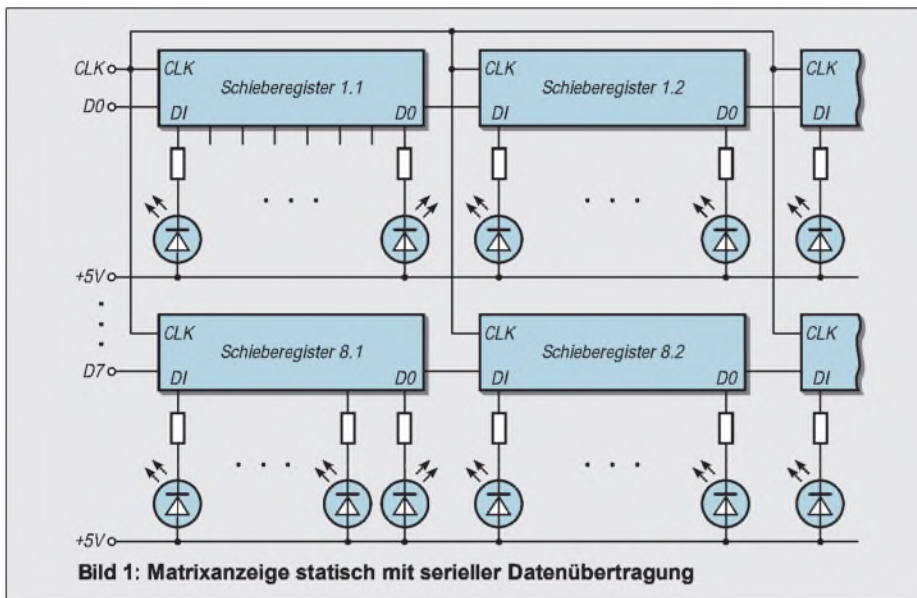 CLK
CLK
Schieberegister 1.1
CLK
Schieberegister 1.2
CLK
D0
DI
D0
DI
D0
DI
. . .
. . .
+5V
CLK
Schieberegister 8.1
CLK
Schieberegister 8.2
CLK
D7
DI
D0
DI
D0
DI
. . .
. . .
+5V
Bild 1: Matrixanzeige statisch mit serieller Datenübertragung